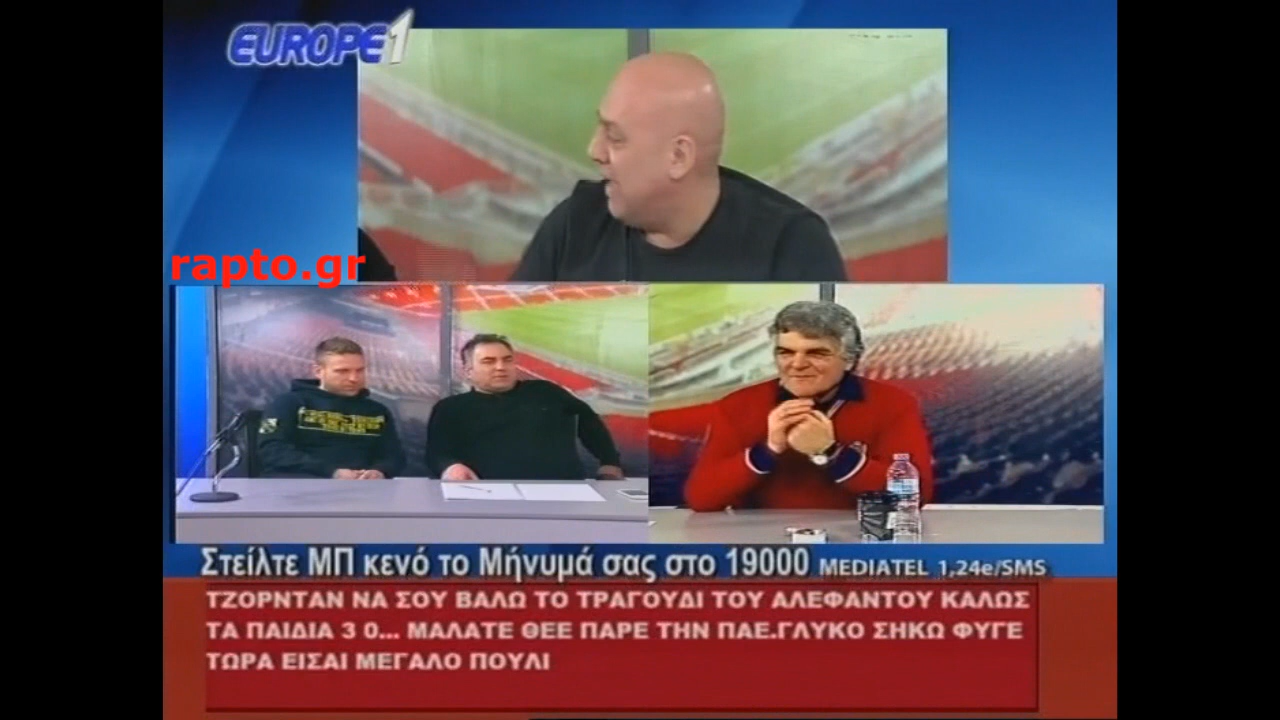 EUROPE1
rapto.gr
Στείλτε ΜΠ κενό το Μήνυμά σας στο 19000 MEDIATEL 1,24e/SMS
ΤΖΟΡΝΤΑΝ ΝΑ ΣΟΥ ΒΑΛΩ ΤΟ ΤΡΑΓΟΥΔΙ ΤΟΥ ΑΛΕΦΑΝΤΟΥ ΚΑΛΩΣ
ΤΑ ΠΑΙΔΙΑ 3 0... ΜΑΛΑΤΕ ΘΕΕ ΠΑΡΕ ΤΗΝ ΠΑΕ.ΓΛΥΚΟ ΣΗΚΩ ΦΥΓΕ
ΤΩΡΑ ΕΙΣΑΙ ΜΕΓΑΛΟ ΠΟΥΛΙ